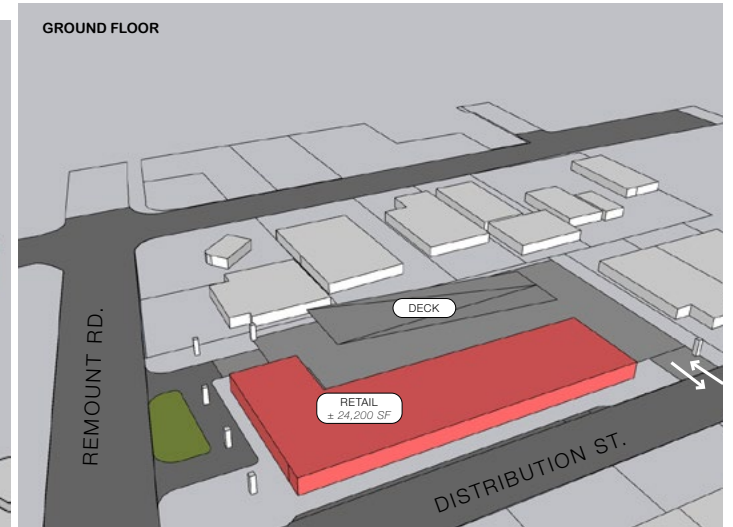 GROUND FLOOR
DECK
RETAIL
± 24,200 SF
REMOUNT RD.
DISTRIBUTION ST.